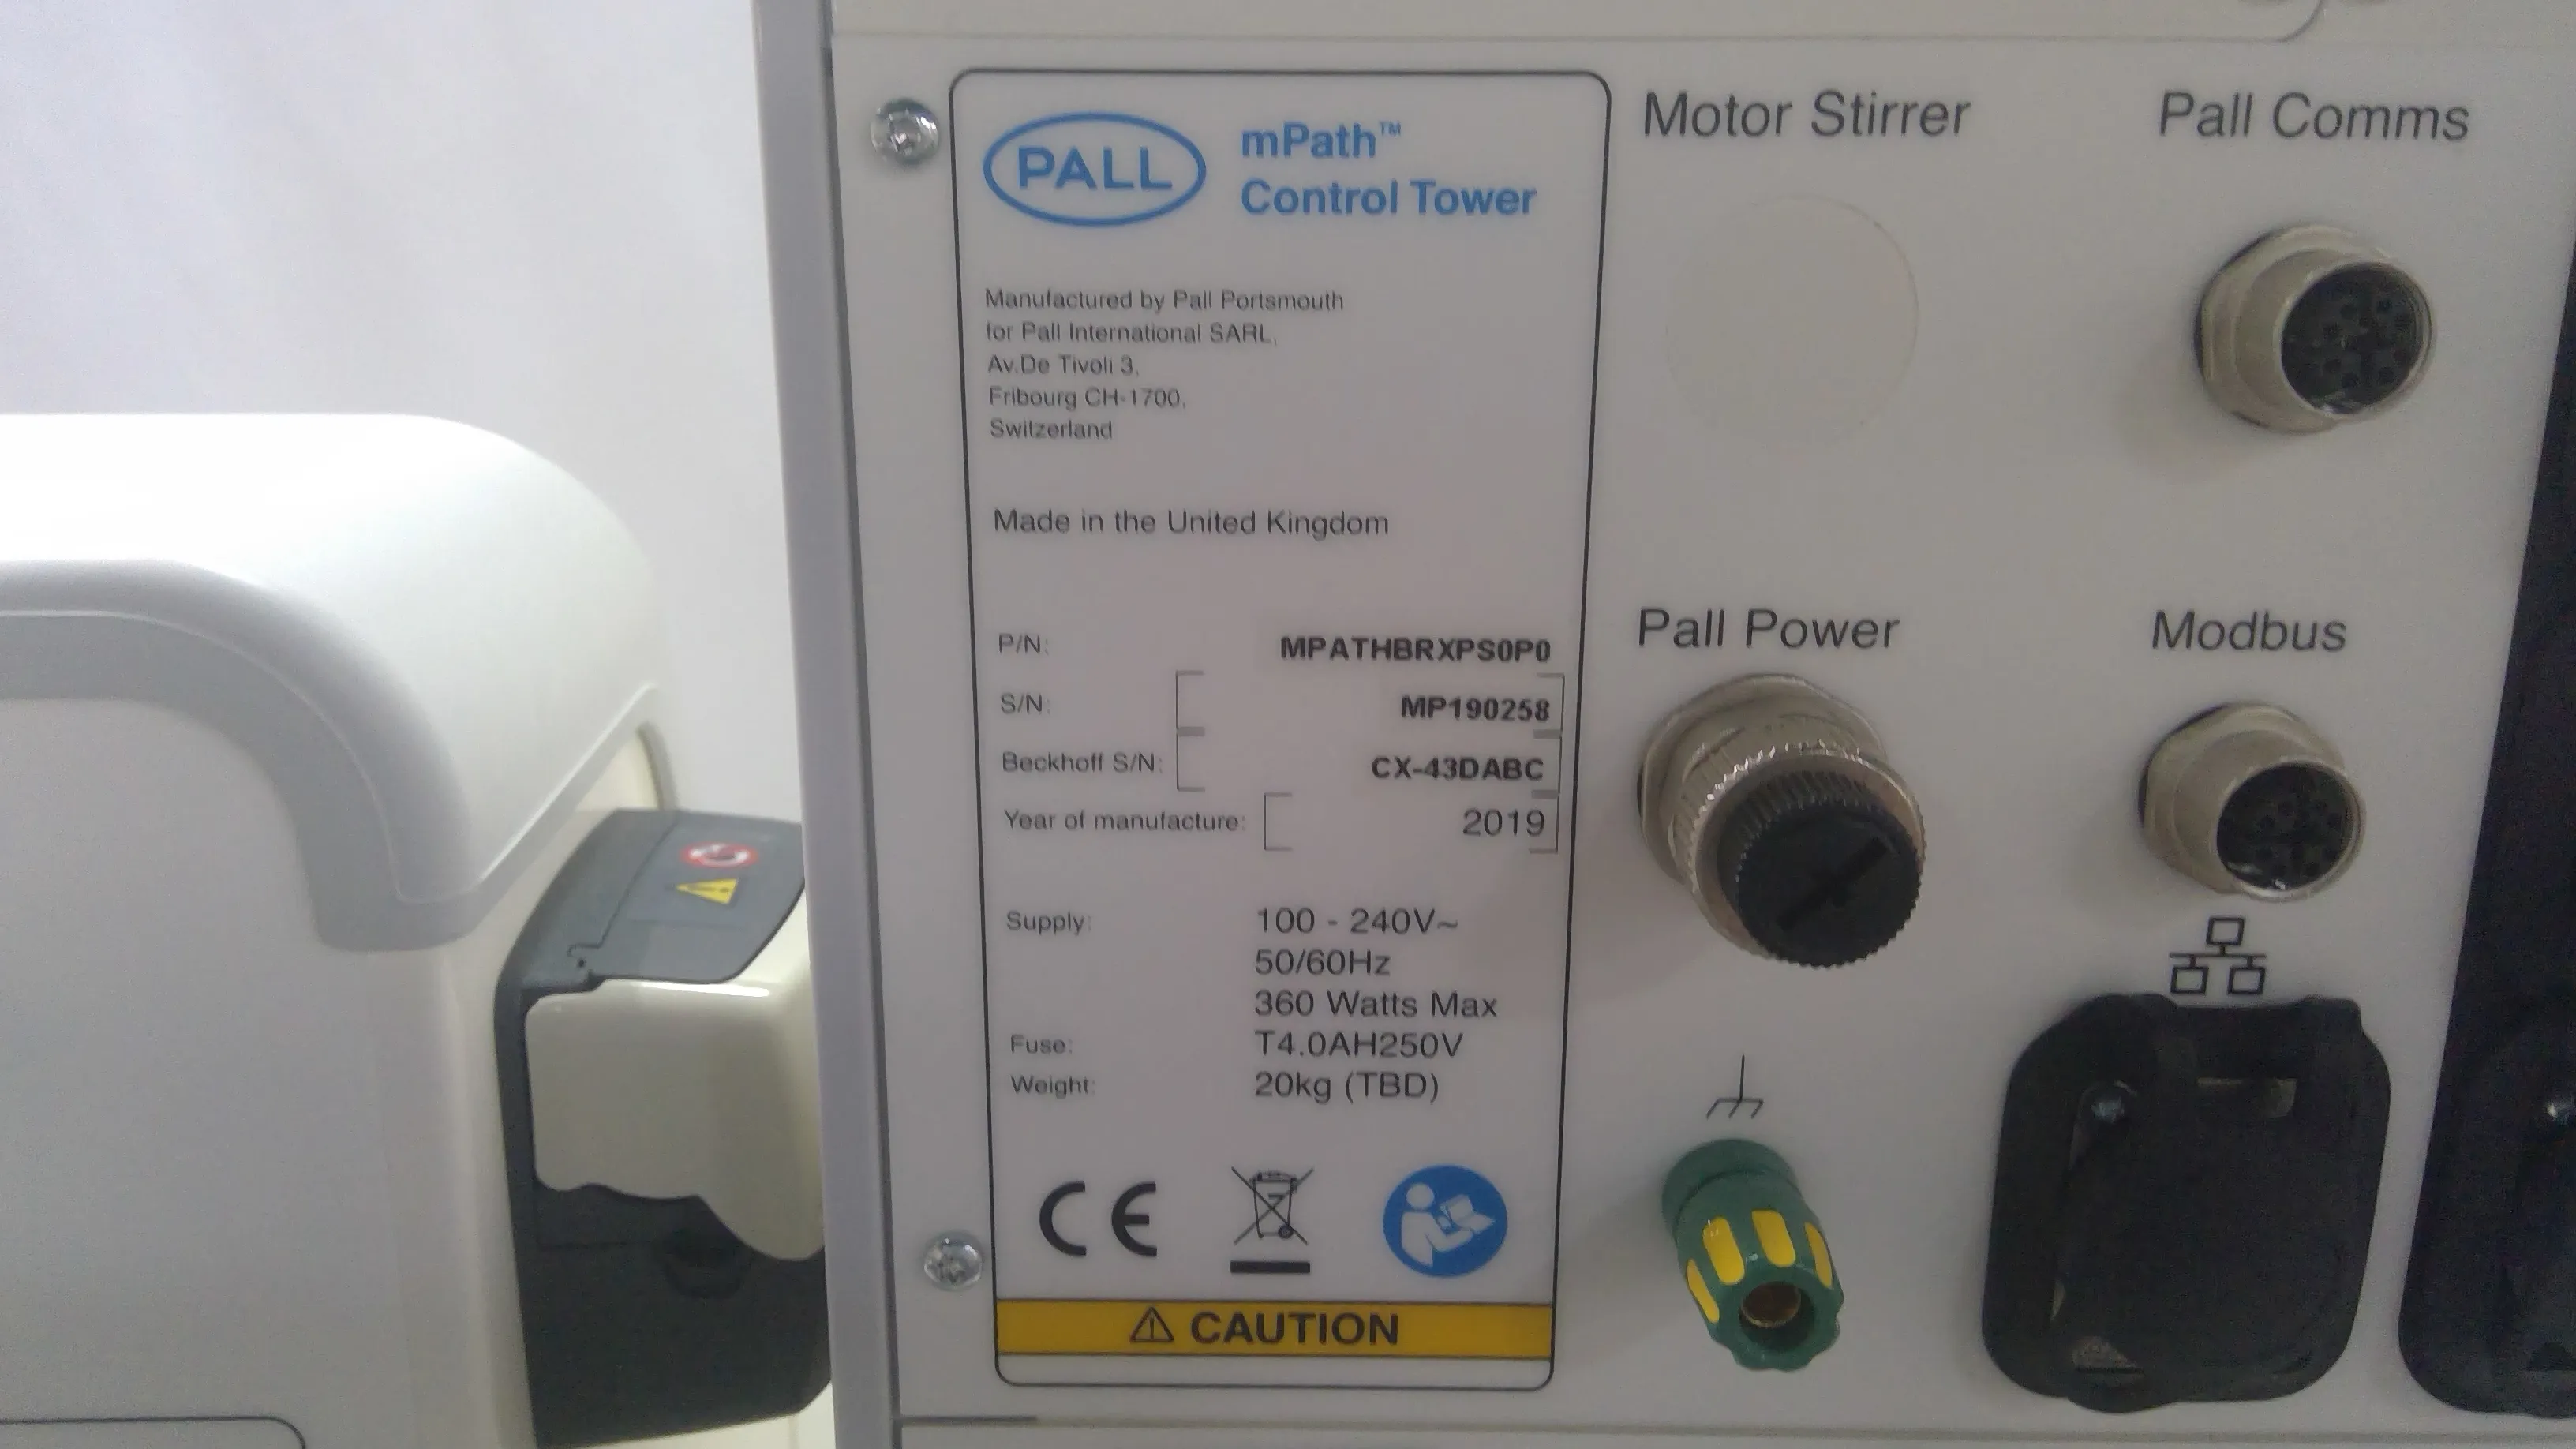 PALL
mPath™
Control Tower
Manufactured by Pall Portsmouth
for Pall International SARL,
Av.De Tivoli 3,
Fribourg CH-1700,
Switzerland
Made in the United Kingdom
P/N: MPATHBRXPS0P0
S/N: MP190258
Beckhoff S/N: CX-43DABC
Year of manufacture: 2019
Supply: 100 - 240V~
50/60Hz
360 Watts Max
Fuse: T4.0AH250V
Weight: 20kg (TBD)
CE
CAUTION
Motor Stirrer
Pall Comms
Pall Power
Modbus